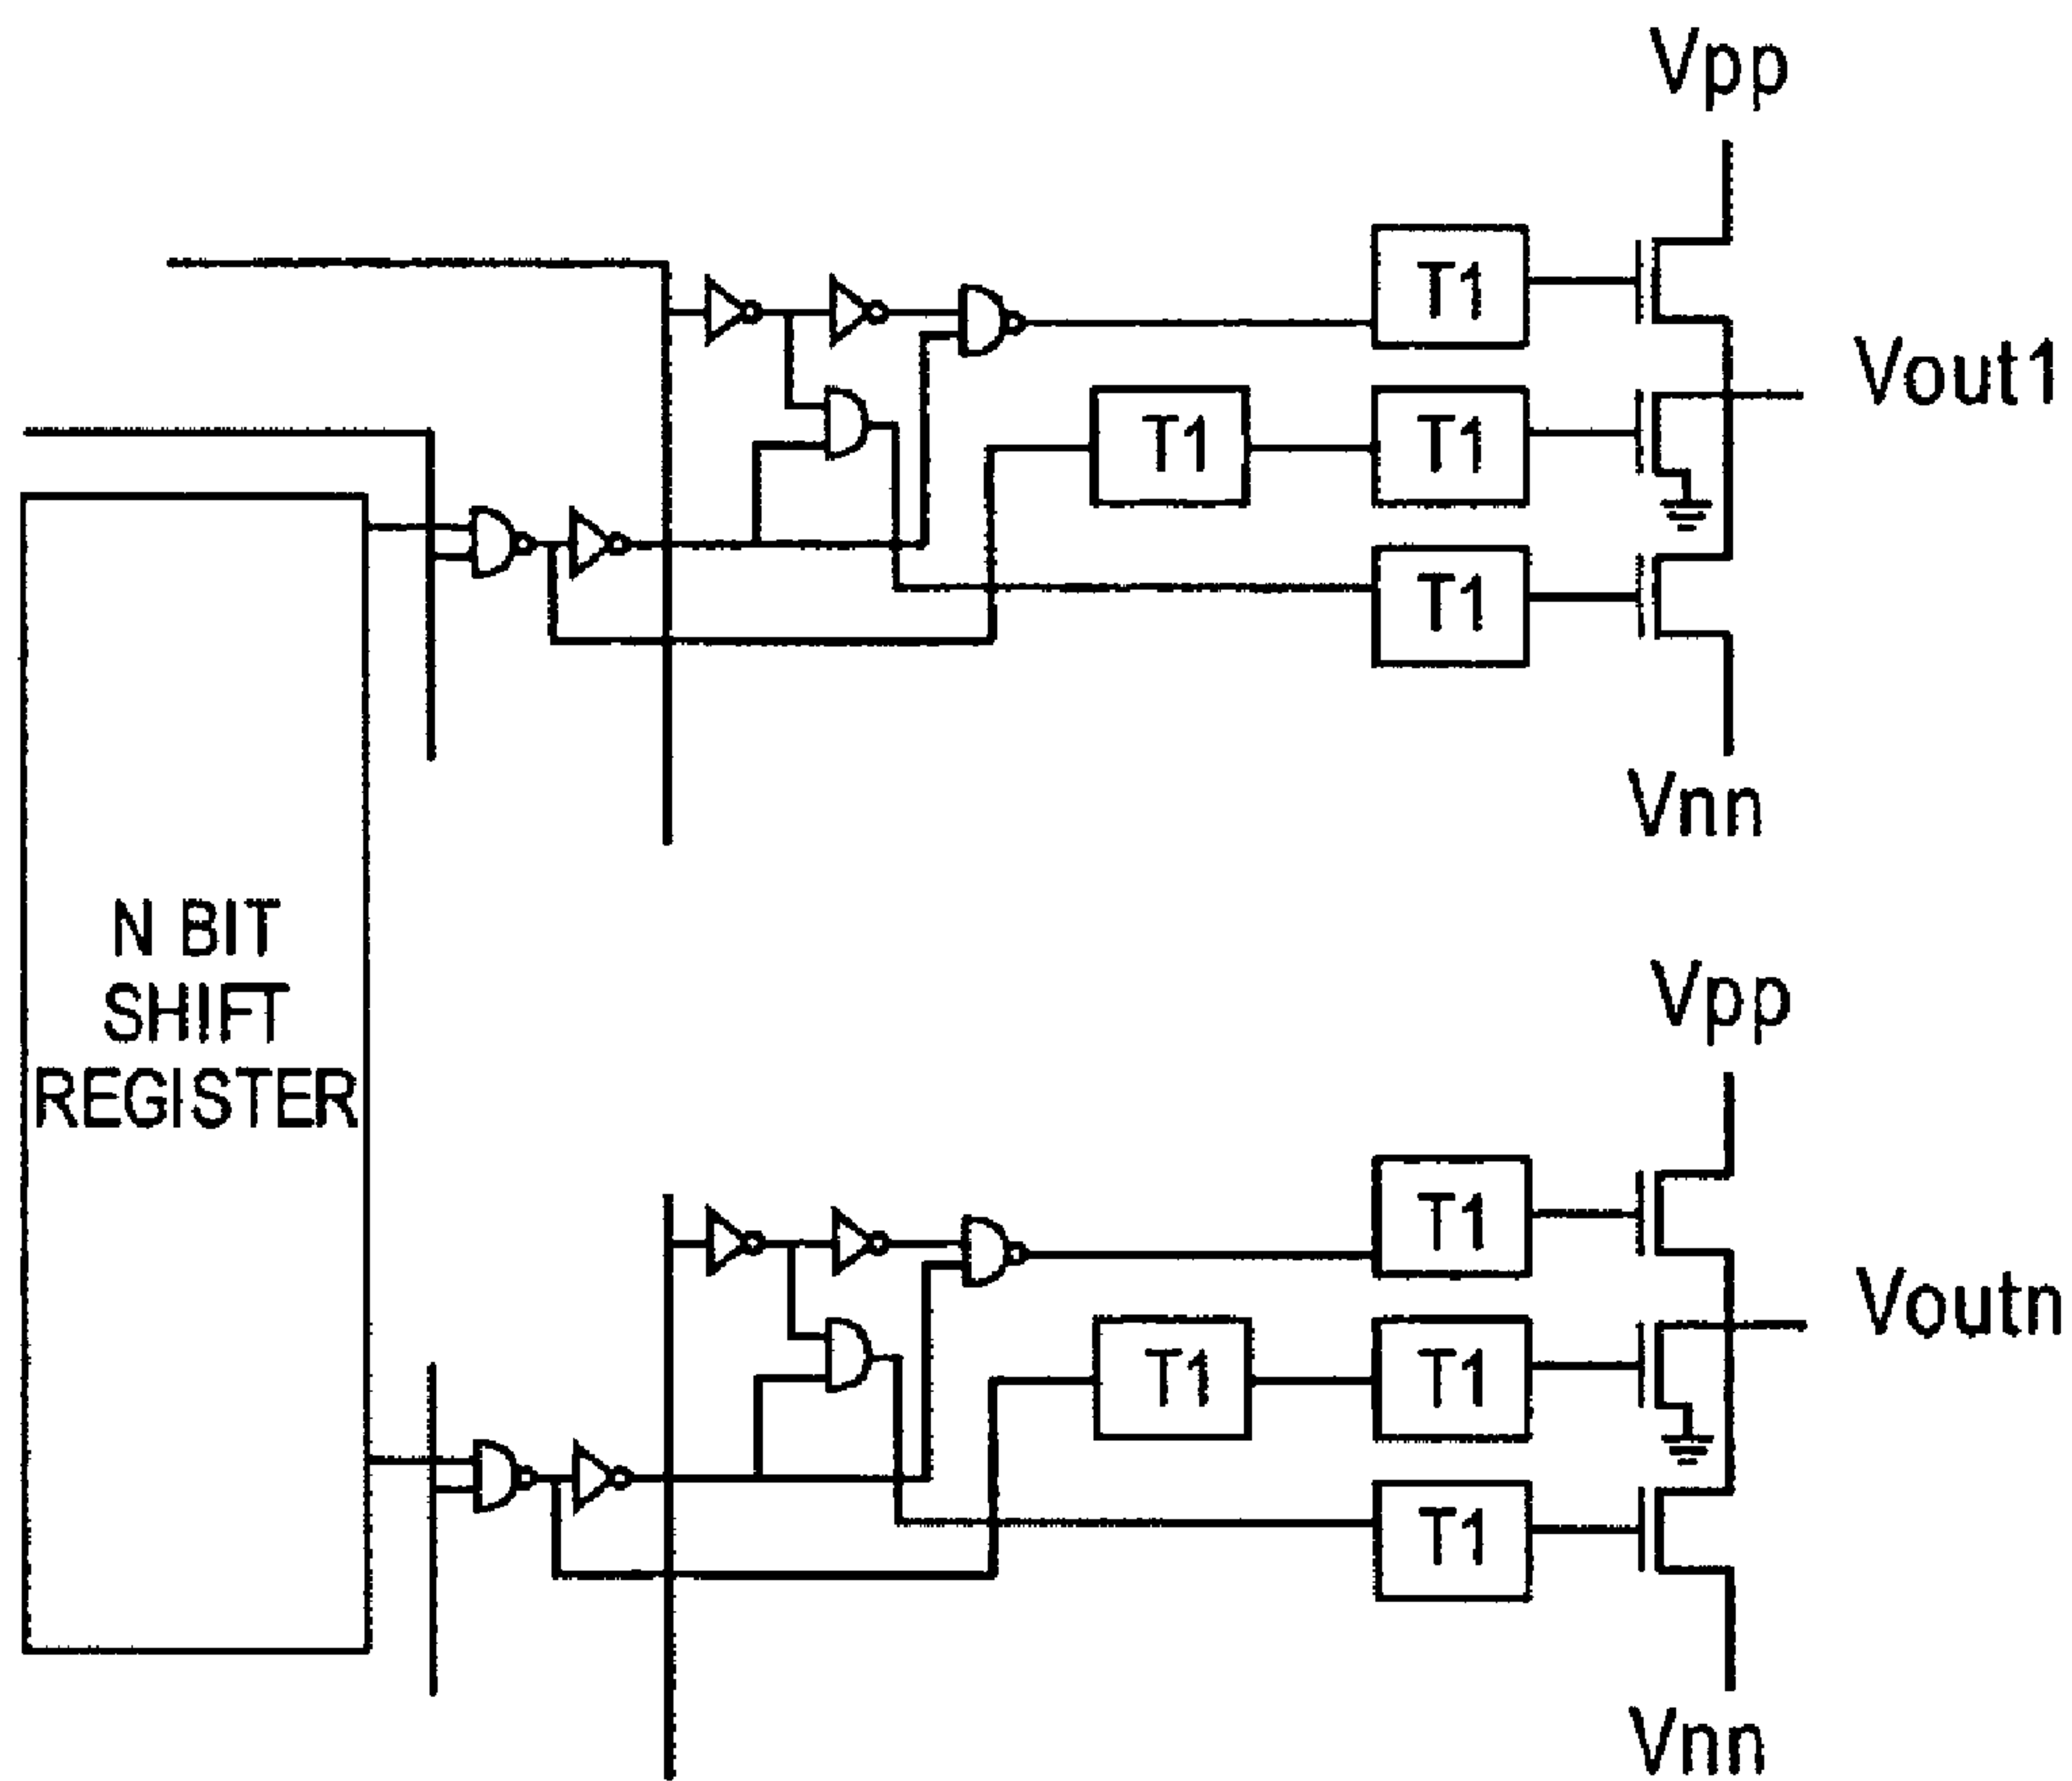 Vpp
T1
Vout1
T1
T1
T1
Vnn
N BIT
SHIFT
REGISTER
Vpp
T1
Voutn
T1
T1
T1
Vnn